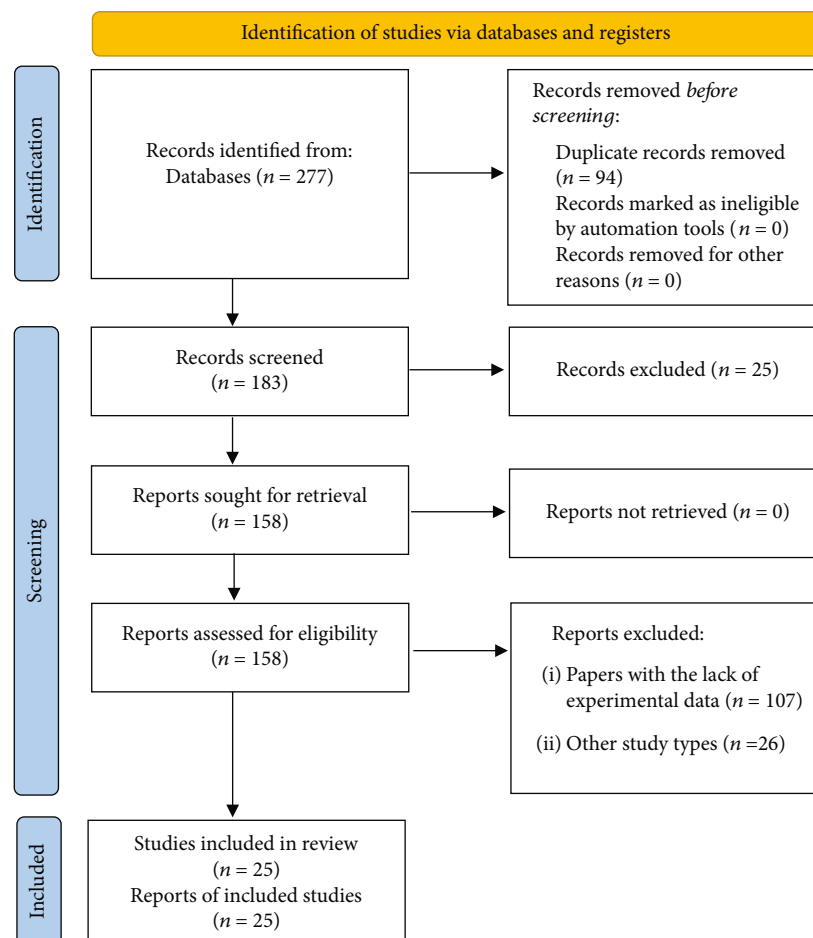 Identification of studies via databases and registers
Identification
Records identified from:
Databases (n = 277)
Records removed before
screening:
Duplicate records removed
(n = 94)
Records marked as ineligible
by automation tools (n = 0)
Records removed for other
reasons (n = 0)
Screening
Records screened
(n = 183)
Records excluded (n = 25)
Reports sought for retrieval
(n = 158)
Reports not retrieved (n = 0)
Reports assessed for eligibility
(n = 158)
Reports excluded:
(i) Papers with the lack of
experimental data (n = 107)
(ii) Other study types (n =26)
Included
Studies included in review
(n = 25)
Reports of included studies
(n = 25)